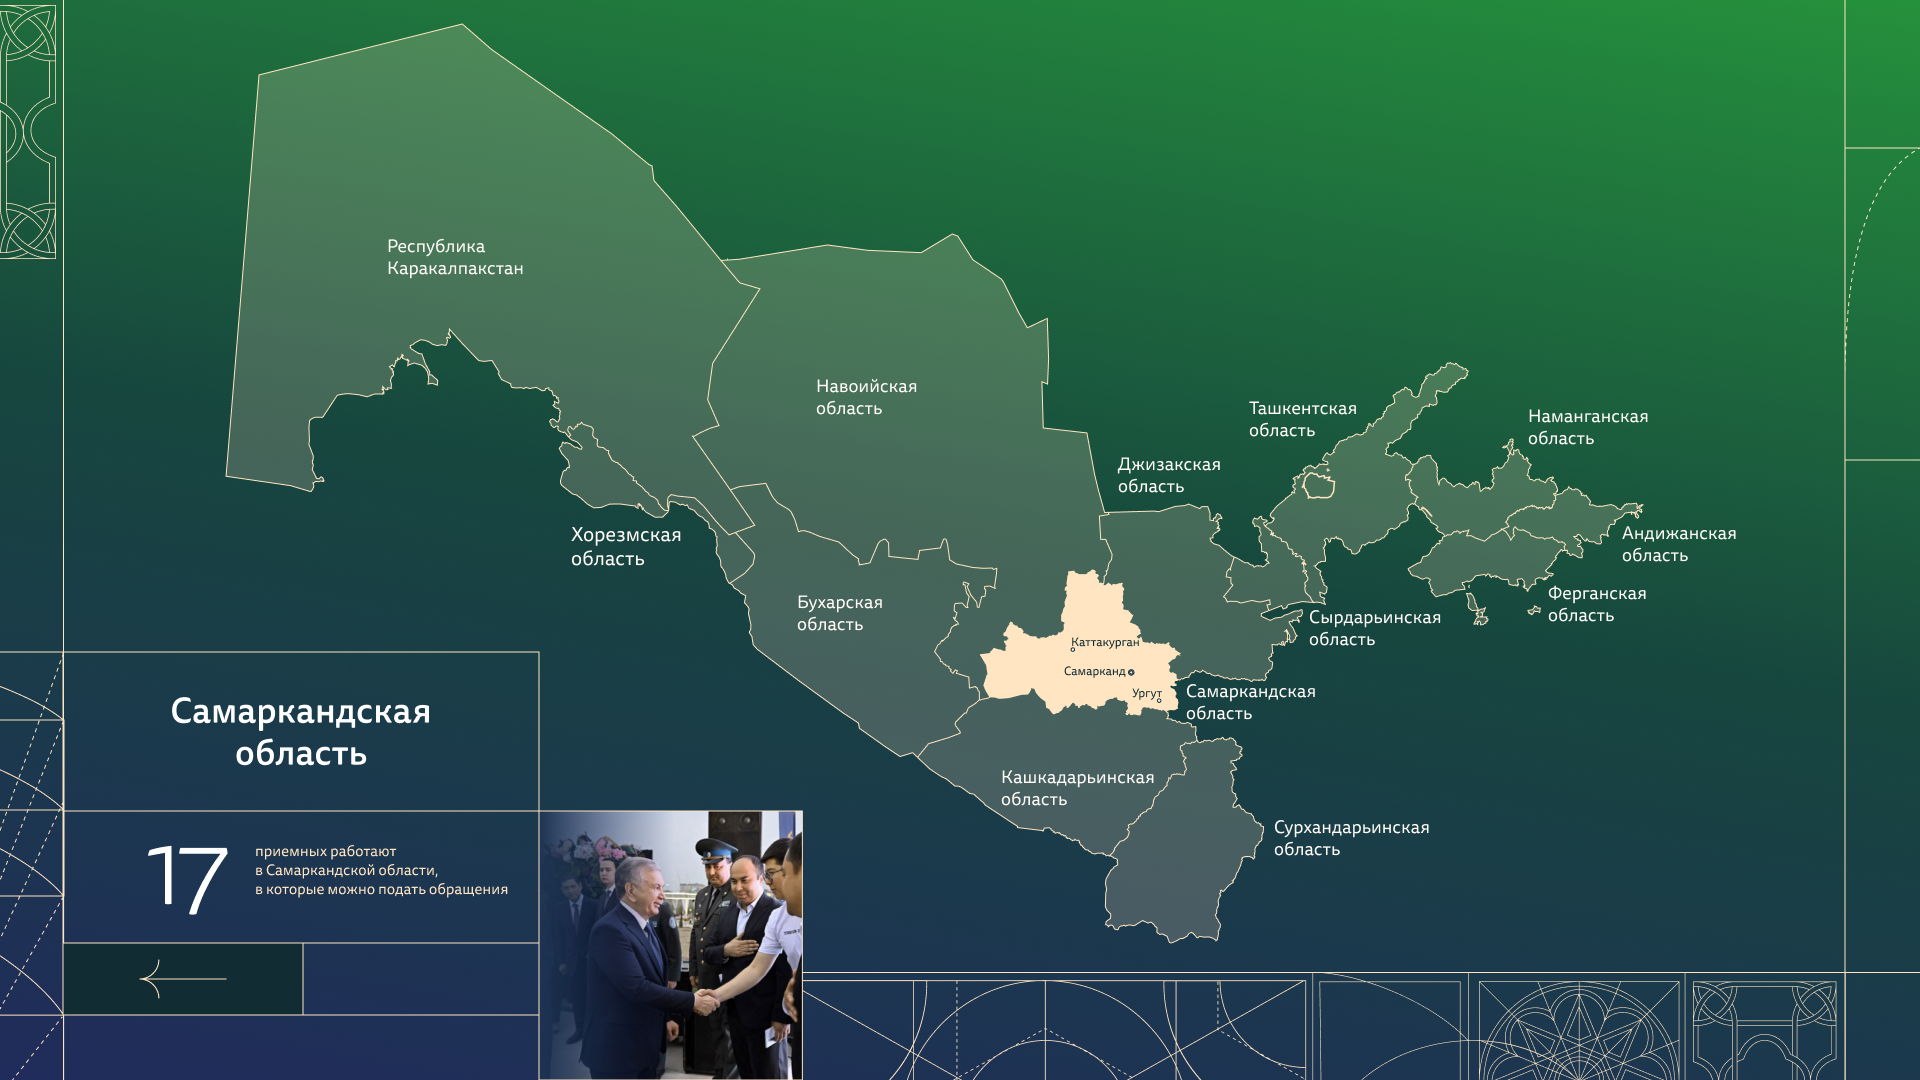 Республика
Каракалпакстан
Навоийская
область
Ташкентская
область
Наманганская
область
Джизакская
область
Хорезмская
область
Андижанская
область
Бухарская
область
Ферганская
область
Сырдарьинская
область
Каттакурган
Самарканд
Ургут
Самаркандская
область
Кашкадарьинская
область
Сурхандарьинская
область
Самаркандская
область
17
приемных работают
в Самаркандской области,
в которые можно подать обращения